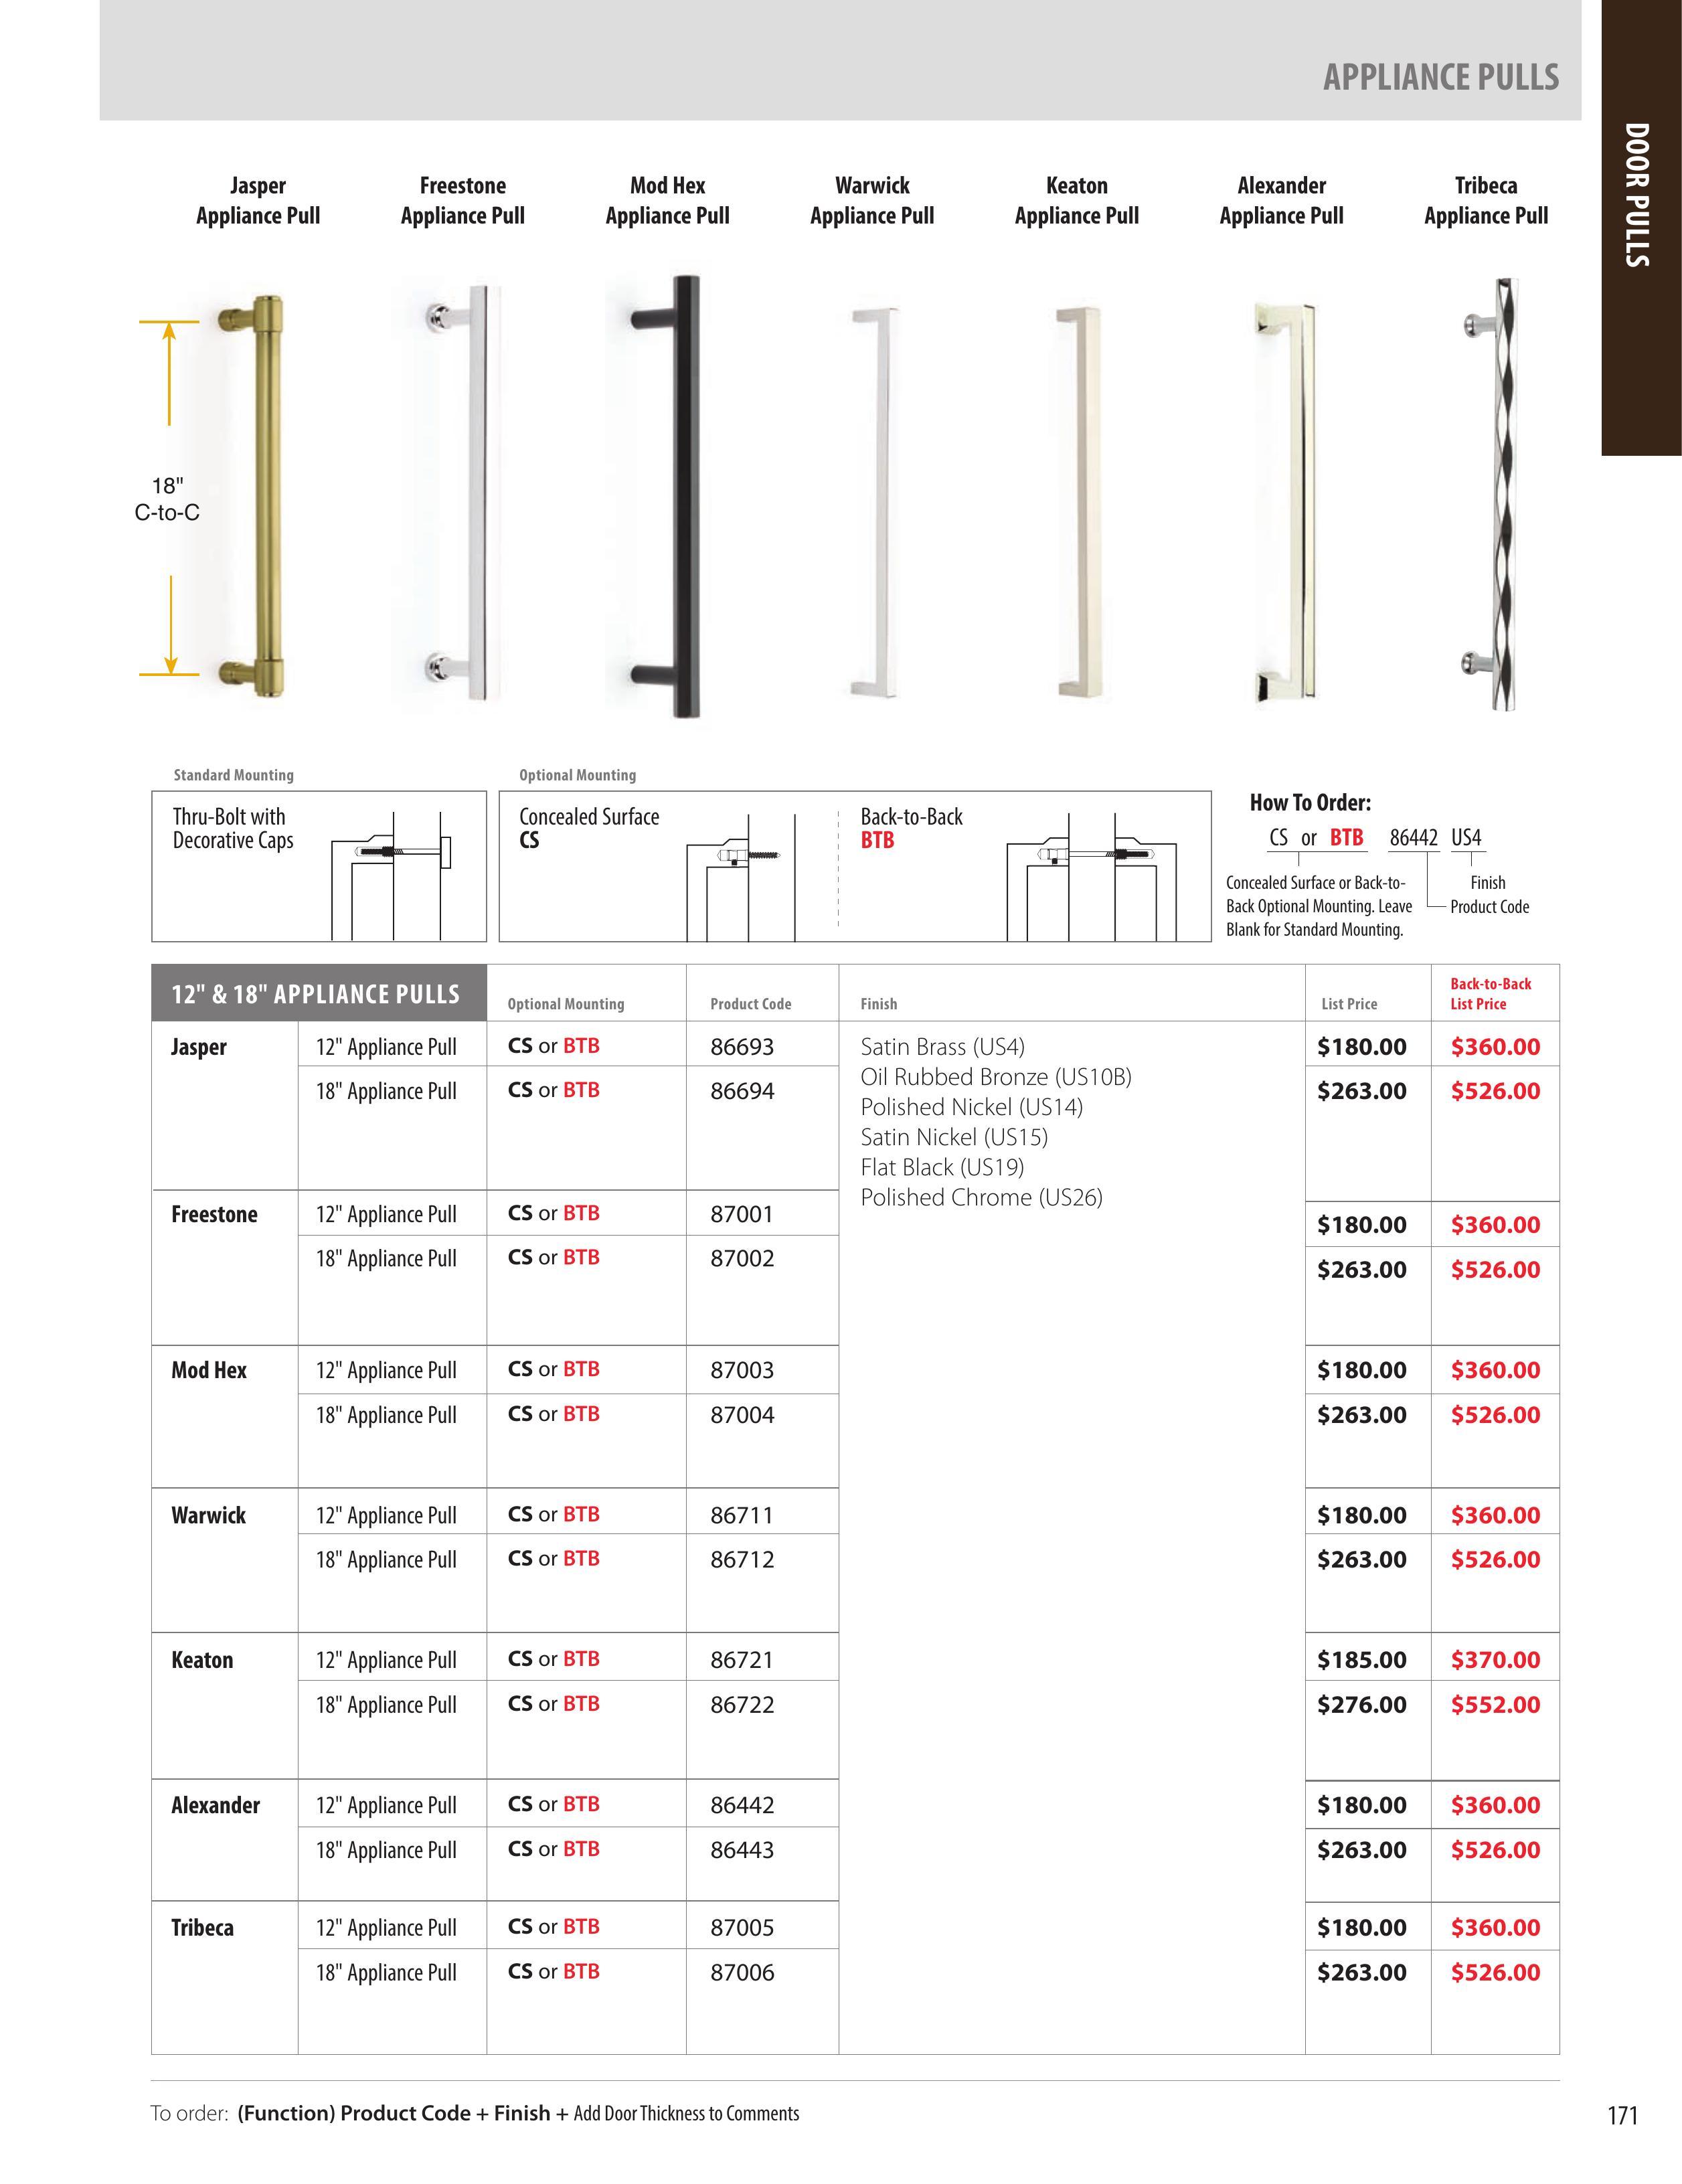 APPLIANCE PULLS
DOOR PULLS
Jasper
Appliance Pull
Freestone
Appliance Pull
Mod Hex
Appliance Pull
Warwick
Appliance Pull
Keaton
Appliance Pull
Alexander
Appliance Pull
Tribeca
Appliance Pull
18"
C-to-C
Standard Mounting
Thru-Bolt with
Decorative Caps
Optional Mounting
Concealed Surface
CS
Back-to-Back
BTB
How To Order:
CS or BTB 86442 US4
Concealed Surface or Back-to-
Back Optional Mounting. Leave
Blank for Standard Mounting.
Finish
Product Code
12" & 18" APPLIANCE PULLS Optional Mounting Product Code Finish List Price Back-to-Back
List Price
Jasper 12" Appliance Pull CS or BTB 86693 Satin Brass (US4) $180.00 $360.00
Oil Rubbed Bronze (US10B)
18" Appliance Pull CS or BTB 86694 $263.00 $526.00
Polished Nickel (US14)
Satin Nickel (US15)
Flat Black (US19)
Polished Chrome (US26)
Freestone 12" Appliance Pull CS or BTB 87001 $180.00 $360.00
18" Appliance Pull CS or BTB 87002 $263.00 $526.00
Mod Hex 12" Appliance Pull CS or BTB 87003 $180.00 $360.00
18" Appliance Pull CS or BTB 87004 $263.00 $526.00
Warwick 12" Appliance Pull CS or BTB 86711 $180.00 $360.00
18" Appliance Pull CS or BTB 86712 $263.00 $526.00
Keaton 12" Appliance Pull CS or BTB 86721 $185.00 $370.00
18" Appliance Pull CS or BTB 86722 $276.00 $552.00
Alexander 12" Appliance Pull CS or BTB 86442 $180.00 $360.00
18" Appliance Pull CS or BTB 86443 $263.00 $526.00
Tribeca 12" Appliance Pull CS or BTB 87005 $180.00 $360.00
18" Appliance Pull CS or BTB 87006 $263.00 $526.00
To order: (Function) Product Code + Finish + Add Door Thickness to Comments
171